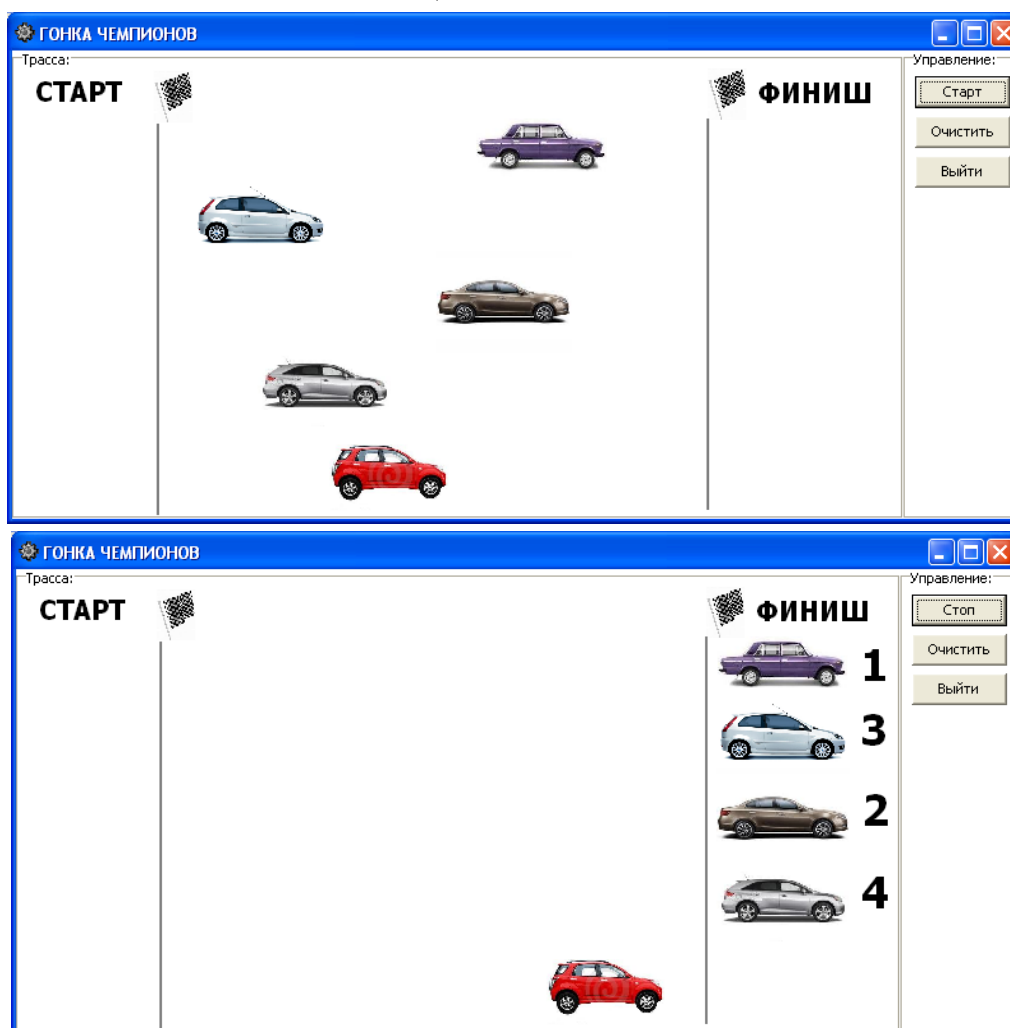 ГОНКА ЧЕМПИОНОВ
Трасса:
Управление:
СТАРТ
ФИНИШ
Старт
Очистить
Выйти
ГОНКА ЧЕМПИОНОВ
Трасса:
Управление:
СТАРТ
ФИНИШ
Стоп
1
Очистить
Выйти
3
2
4